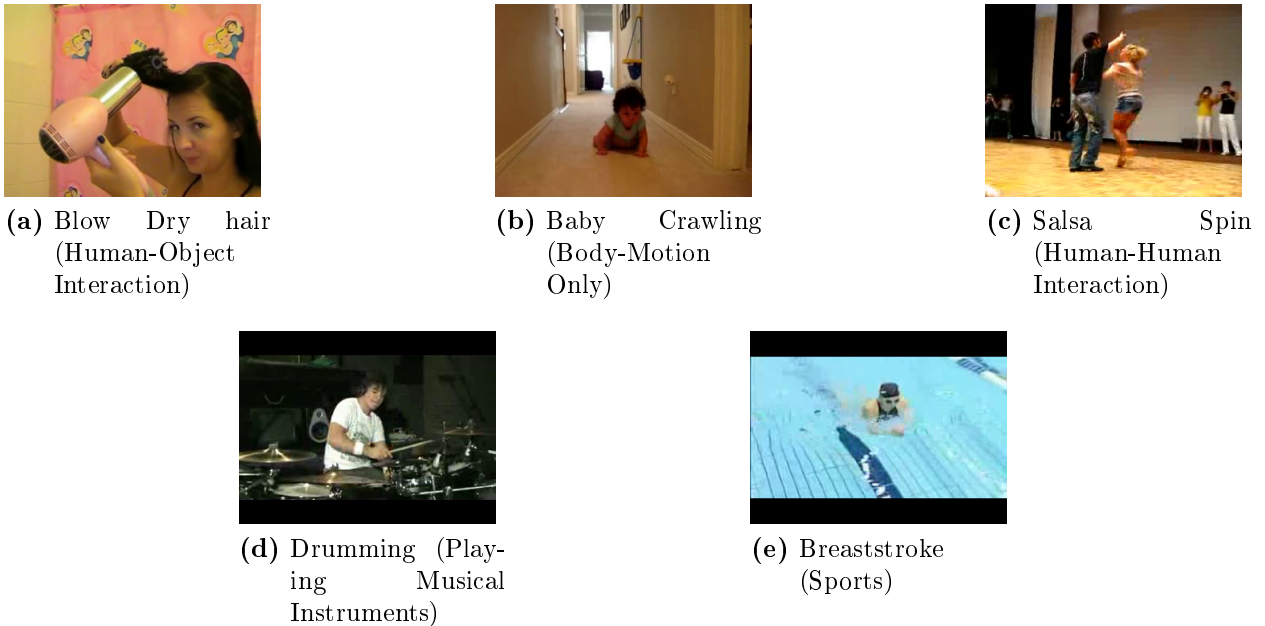 (a) Blow Dry hair
(Human-Object
Interaction)
(b) Baby Crawling
(Body-Motion
Only)
(c) Salsa Spin
(Human-Human
Interaction)
(d) Drumming (Play-
ing Musical
Instruments)
(e) Breaststroke
(Sports)